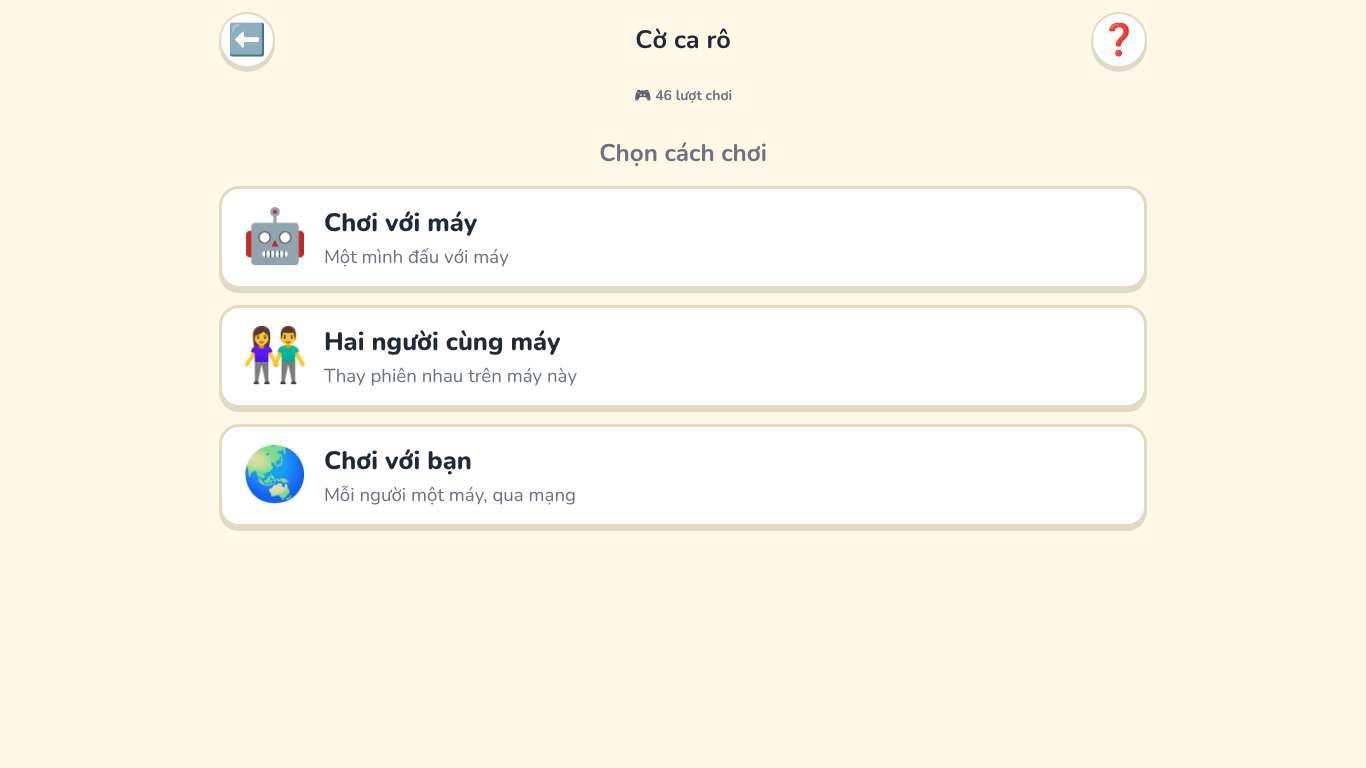 Cờ ca rô
🎮 46 lượt chơi
Chọn cách chơi
Chơi với máy
Một mình đấu với máy
Hai người cùng máy
Thay phiên nhau trên máy này
Chơi với bạn
Mỗi người một máy, qua mạng